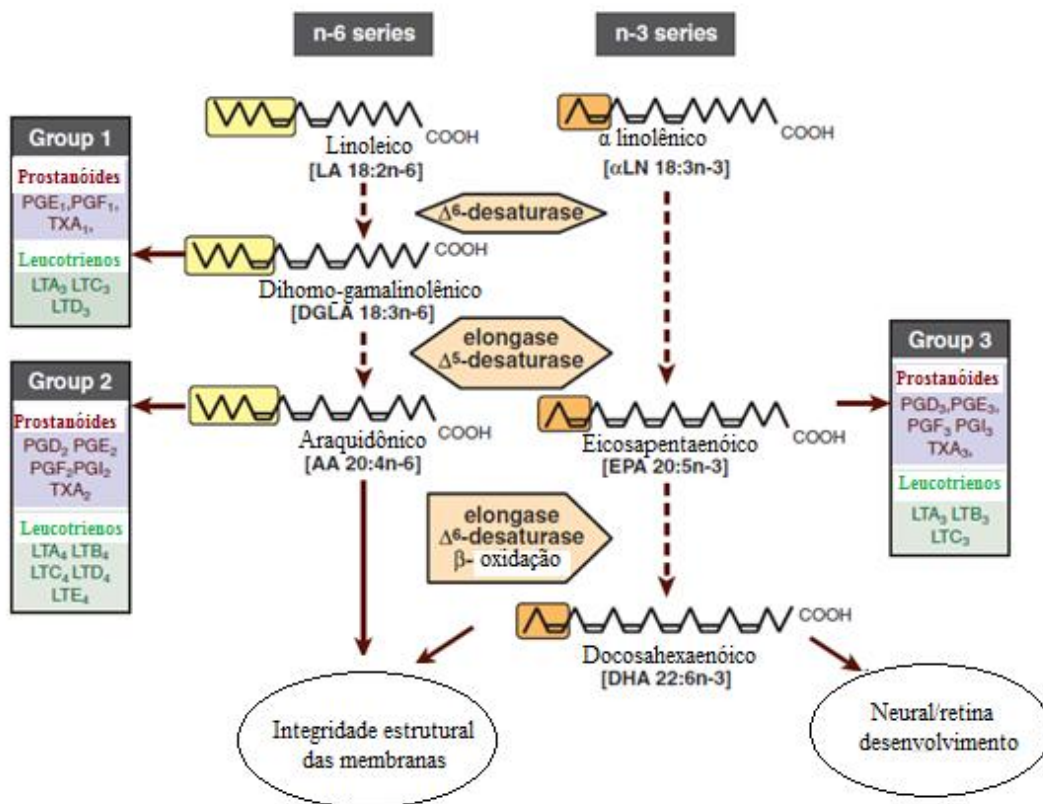 n-6 series
n-3 series
Linoleico
COOH
[LA 18:2n-6]
α linolênico
COOH
[αLN 18:3n-3]
Group 1
Prostanóides
PGE₁,PGF₁,
TXA₁,
Leucotrienos
LTA₃ LTC₃
LTD₃
Δ⁶-desaturase
COOH
Dihomo-gamalinolênico
[DGLA 18:3n-6]
elongase
Δ⁵-desaturase
Group 2
Prostanóides
PGD₂ PGE₂
PGF₂PGI₂
TXA₂
Leucotrienos
LTA₄ LTB₄
LTC₄ LTD₄
LTE₄
COOH
Araquidônico
[AA 20:4n-6]
COOH
Eicosapentaenóico
[EPA 20:5n-3]
Group 3
Prostanóides
PGD₃,PGE₃,
PGF₃ PGI₃
TXA₃,
Leucotrienos
LTA₃ LTB₃
LTC₃
elongase
Δ⁶-desaturase
β- oxidação
COOH
Docosahexaenóico
[DHA 22:6n-3]
Integridade estrutural
das membranas
Neural/retina
desenvolvimento